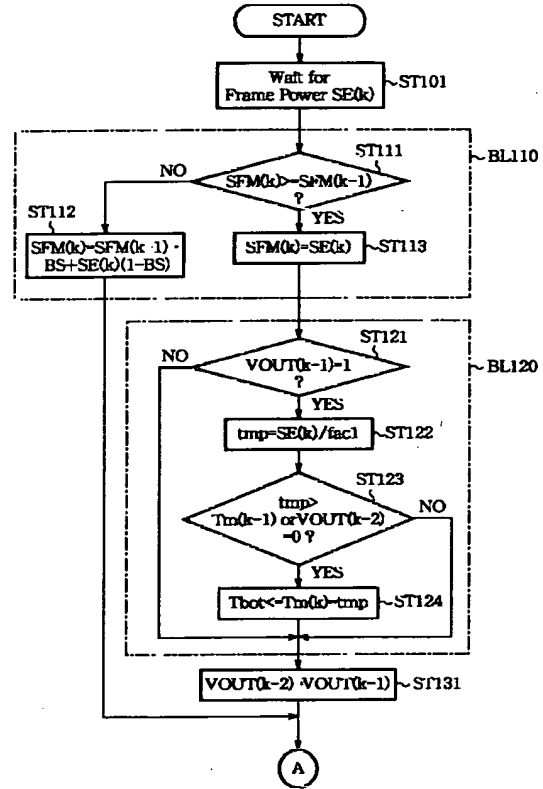 START
Wait for
Frame Power SE(k)
ST101
BL110
ST111
NO
SFM(k)>=SFM(k-1)
?
YES
ST112
SFM(k)=SFM(k 1) ·
BS+SE(k)(1-BS)
SFM(k)=SE(k)
ST113
ST121
BL120
NO
VOUT(k-1)=1
?
YES
tmp=SE(k)/fac1
ST122
ST123
tmp>
Tm(k-1) orVOUT(k-2)
=0 ?
NO
YES
Tbot<=Tm(k)=tmp
ST124
VOUT(k-2) ·VOUT(k-1)
ST131
A